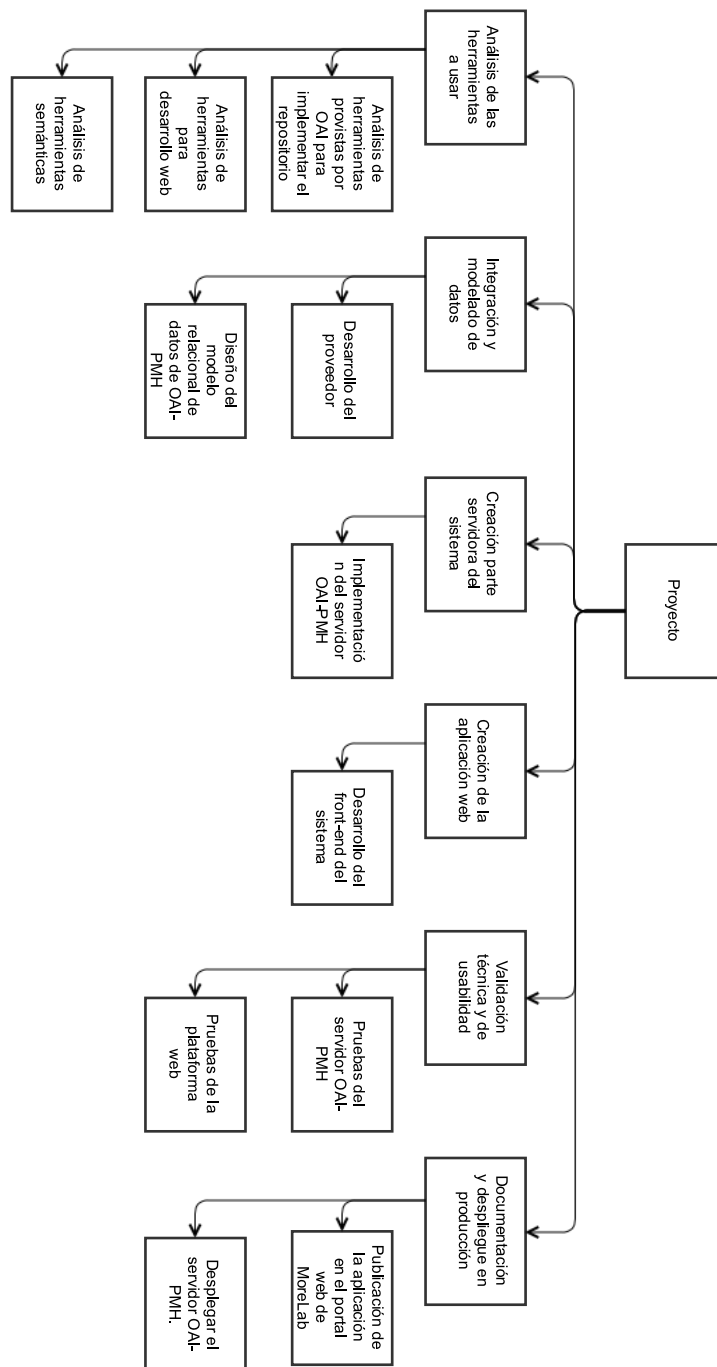 Proyecto
Análisis de las
herramientas
a usar
Análisis de
herramientas
provistas por
OAI para
implementar el
repositorio
Análisis de
herramientas
para
desarrollo web
Análisis de
herramientas
semánticas
Integración y
modelado de
datos
Desarrollo del
proveedor
Diseño del
modelo
relacional de
datos de OAI-
PMH
Creación parte
servidora del
sistema
Implementació
n del servidor
OAI-PMH
Creación de la
aplicación web
Desarrollo del
front-end del
sistema
Validación
técnica y de
usabilidad
Pruebas del
servidor OAI-
PMH
Pruebas de la
plataforma
web
Documentación
y despliegue en
producción
Publicación de
la aplicación
en el portal
web de
MoreLab
Desplegar el
servidor OAI-
PMH.